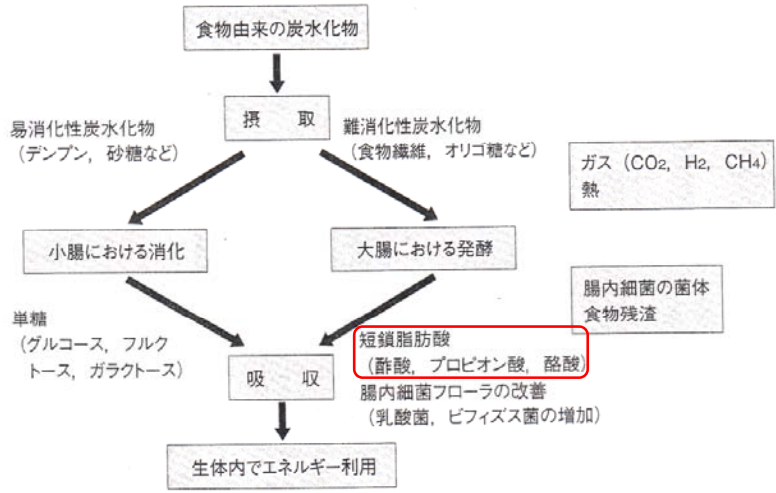 食物由来の炭水化物
摂 取
易消化性炭水化物
(デンプン, 砂糖など)
難消化性炭水化物
(食物繊維, オリゴ糖など)
ガス (CO2, H2, CH4)
熱
小腸における消化
大腸における発酵
腸内細菌の菌体
食物残渣
単糖
(グルコース, フルク
トース, ガラクトース)
短鎖脂肪酸
(酢酸, プロピオン酸, 酪酸)
腸内細菌フローラの改善
(乳酸菌, ビフィズス菌の増加)
吸 収
生体内でエネルギー利用